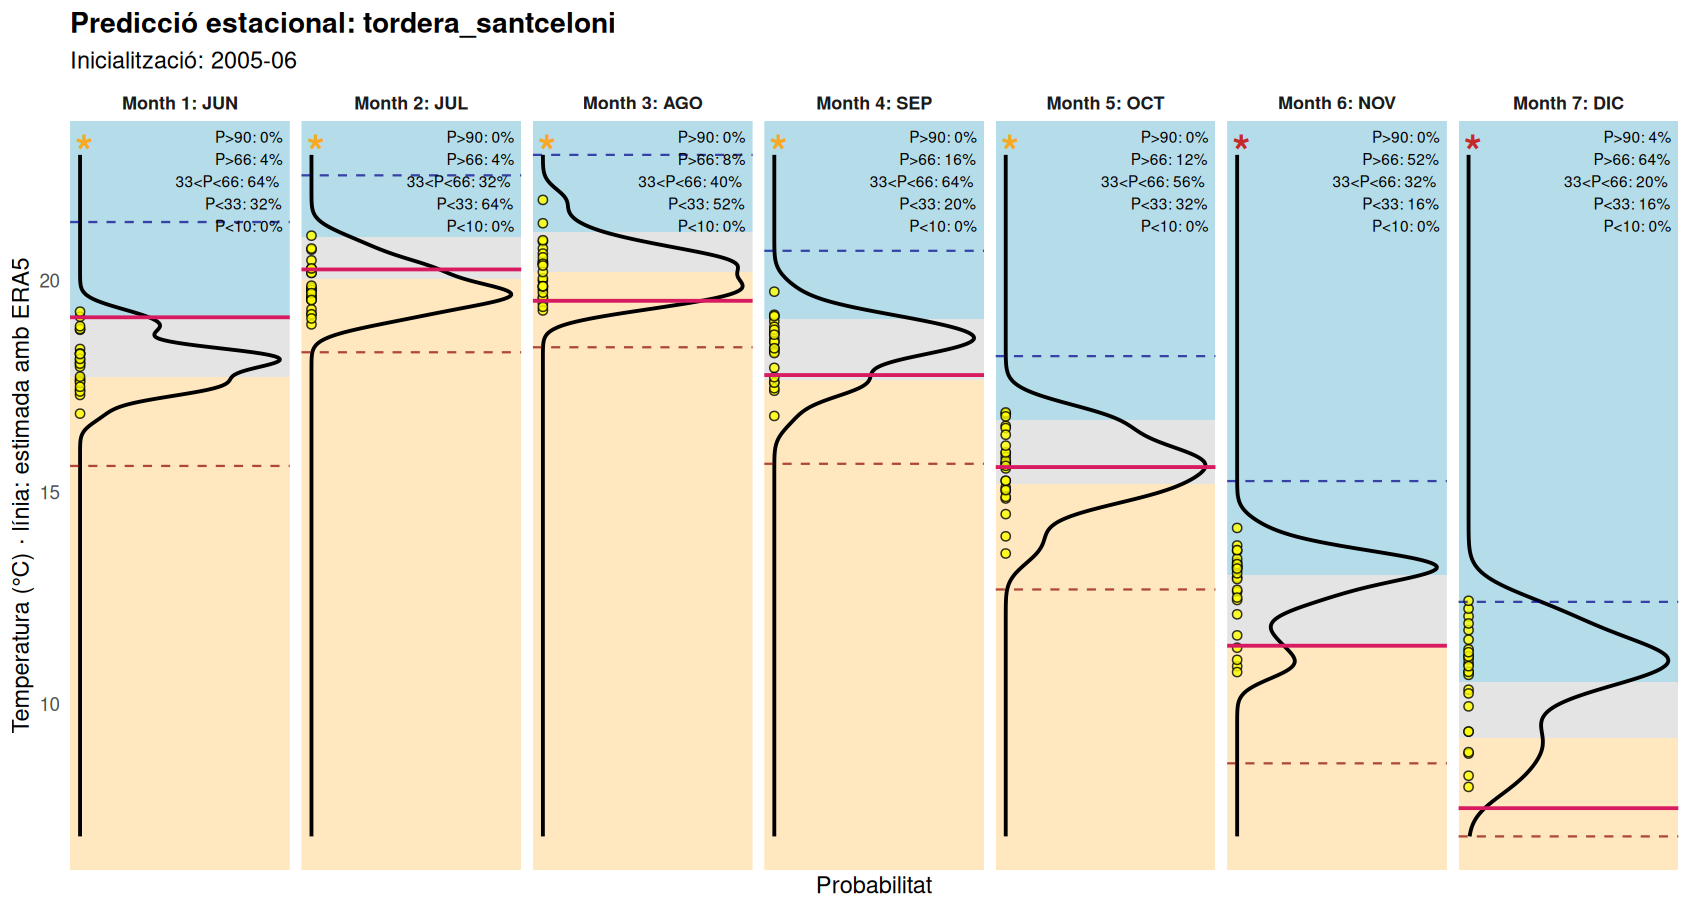 Predicció estacional: tordera_santceloni
Inicialització: 2005-06
Month 1: JUN
Month 2: JUL
Month 3: AGO
Month 4: SEP
Month 5: OCT
Month 6: NOV
Month 7: DIC
P>90: 0%
P>66: 4%
33<P<66: 64%
P<33: 32%
P<10: 0%
P>90: 0%
P>66: 4%
33<P<66: 32%
P<33: 64%
P<10: 0%
P>90: 0%
P>66: 8%
33<P<66: 40%
P<33: 52%
P<10: 0%
P>90: 0%
P>66: 16%
33<P<66: 64%
P<33: 20%
P<10: 0%
P>90: 0%
P>66: 12%
33<P<66: 56%
P<33: 32%
P<10: 0%
P>90: 0%
P>66: 52%
33<P<66: 32%
P<33: 16%
P<10: 0%
P>90: 4%
P>66: 64%
33<P<66: 20%
P<33: 16%
P<10: 0%
20
15
10
Temperatura (°C) · línia: estimada amb ERA5
Probabilitat